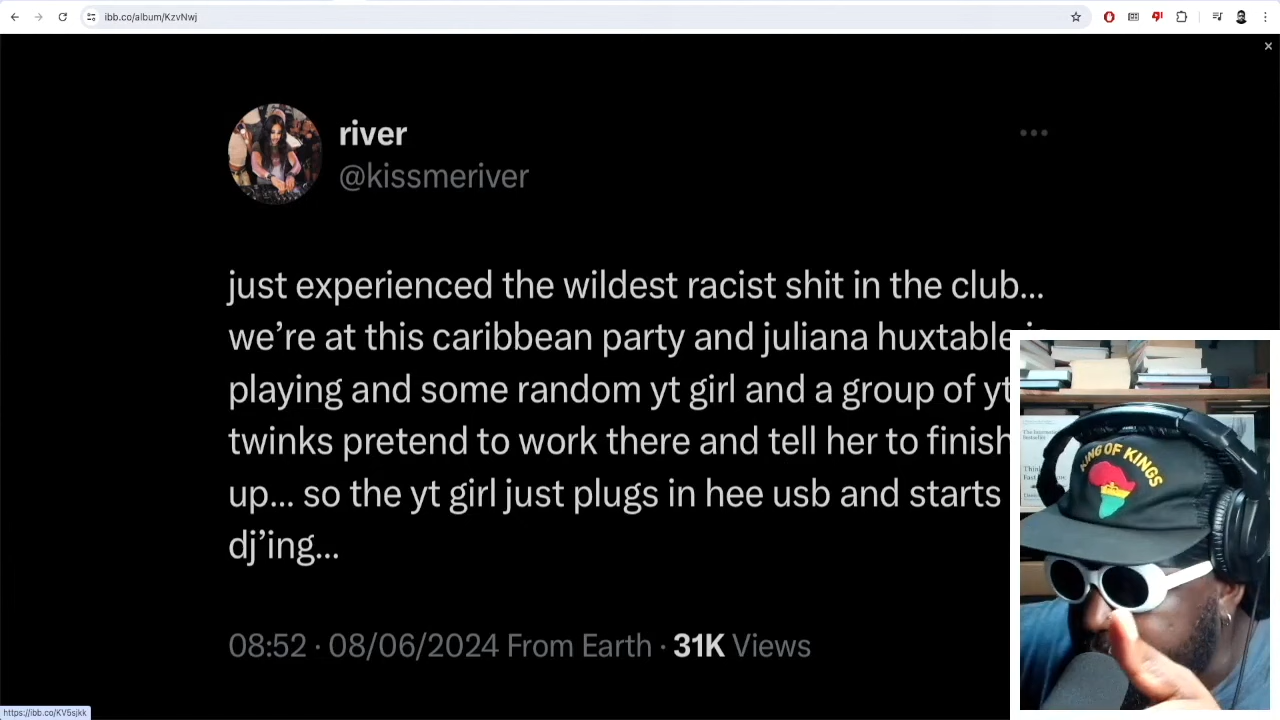 ibb.co/album/KzvNwj
river
@kissmeriver
just experienced the wildest racist shit in the club...
we’re at this caribbean party and juliana huxtable
playing and some random yt girl and a group of yt
twinks pretend to work there and tell her to finish
up... so the yt girl just plugs in hee usb and starts
dj’ing...
08:52 · 08/06/2024 From Earth · 31K Views
KING OF KINGS
https://ibb.co/KV5sjkk